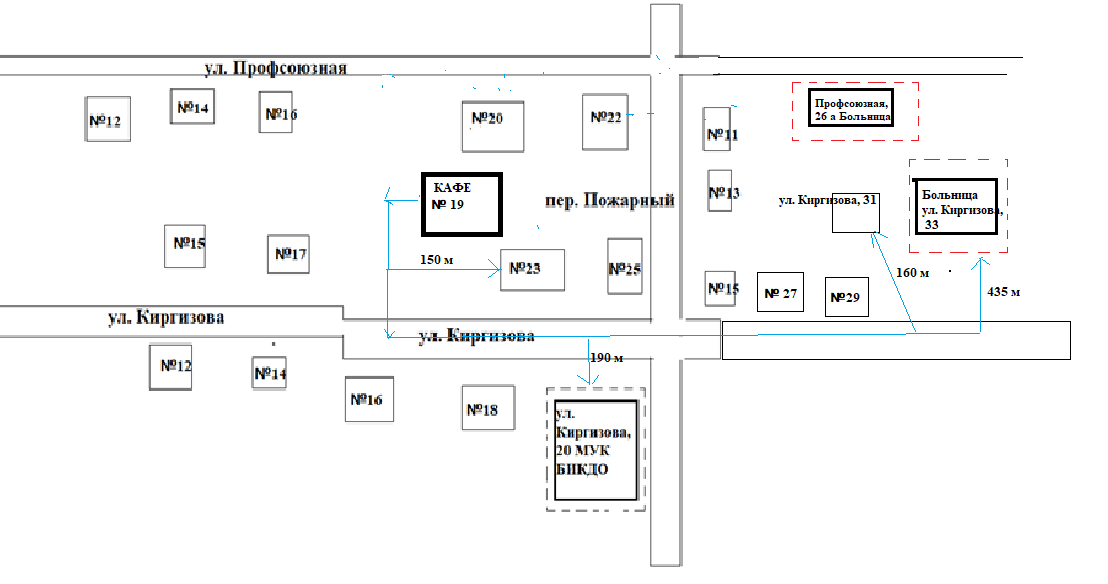 ул. Профсоюзная
№12
№14
№16
№20
№22
№11
Профсоюзная,
26 а Больница
КАФЕ
№ 19
пер. Пожарный
№13
ул. Киргизова, 31
Больница
ул. Киргизова,
33
№15
№17
150 м
№23
№25
№15
№ 27
№29
160 м
435 м
ул. Киргизова
ул. Киргизова
190 м
№12
№14
№16
№18
ул.
Киргизова,
20 МУК
БИКДО